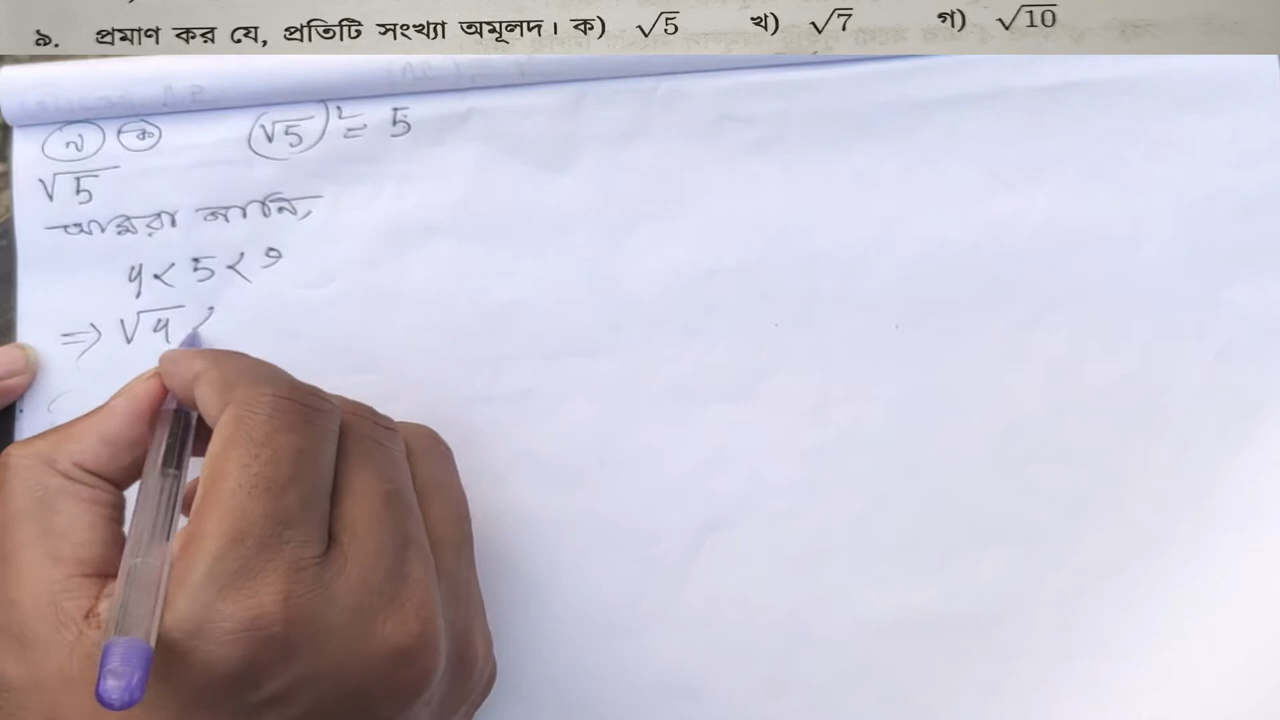 ৯. প্রমাণ কর যে, প্রতিটি সংখ্যা অমূলদ। ক) √5 খ) √7 গ) √10
৯ ক (√5)² = 5
√5
আমরা জানি,
4 < 5 < 9
⇒ √4 <